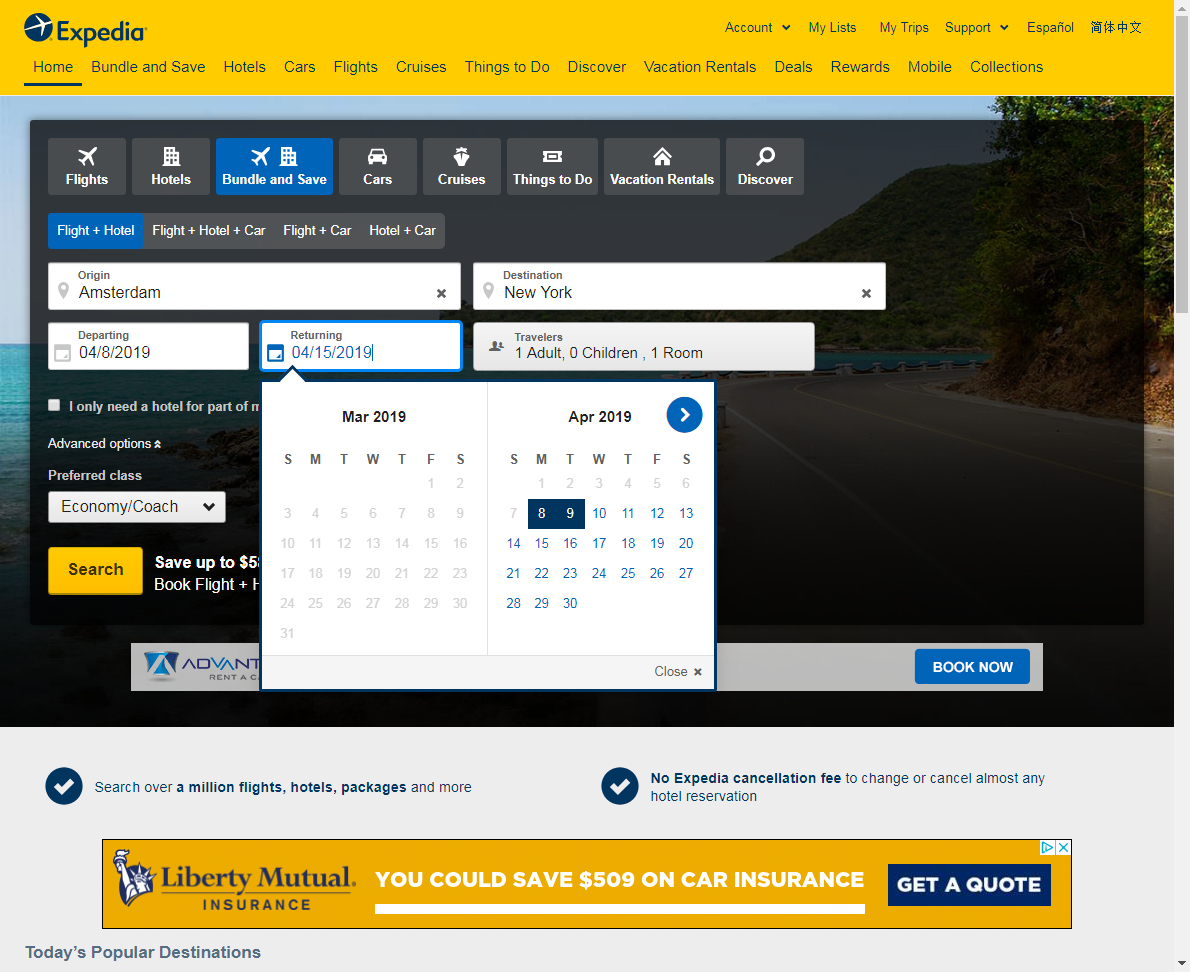 Expedia
Account
My Lists
My Trips
Support
Español
简体中文
Home
Bundle and Save
Hotels
Cars
Flights
Cruises
Things to Do
Discover
Vacation Rentals
Deals
Rewards
Mobile
Collections
Flights
Hotels
Bundle and Save
Cars
Cruises
Things to Do
Vacation Rentals
Discover
Flight + Hotel
Flight + Hotel + Car
Flight + Car
Hotel + Car
Origin
Amsterdam
Destination
New York
Departing
04/8/2019
Returning
04/15/2019
Travelers
1 Adult, 0 Children , 1 Room
I only need a hotel for part of
Advanced options
Preferred class
Economy/Coach
Search
Save up to
Book Flight +
Mar 2019
S M T W T F S
1 2
3 4 5 6 7 8 9
10 11 12 13 14 15 16
17 18 19 20 21 22 23
24 25 26 27 28 29 30
31
Apr 2019
S M T W T F S
1 2 3 4 5 6
7 8 9 10 11 12 13
14 15 16 17 18 19 20
21 22 23 24 25 26 27
28 29 30
Close
RENT A
BOOK NOW
Search over a million flights, hotels, packages and more
No Expedia cancellation fee to change or cancel almost any
hotel reservation
Liberty Mutual.
INSURANCE
YOU COULD SAVE $509 ON CAR INSURANCE
GET A QUOTE
Today’s Popular Destinations